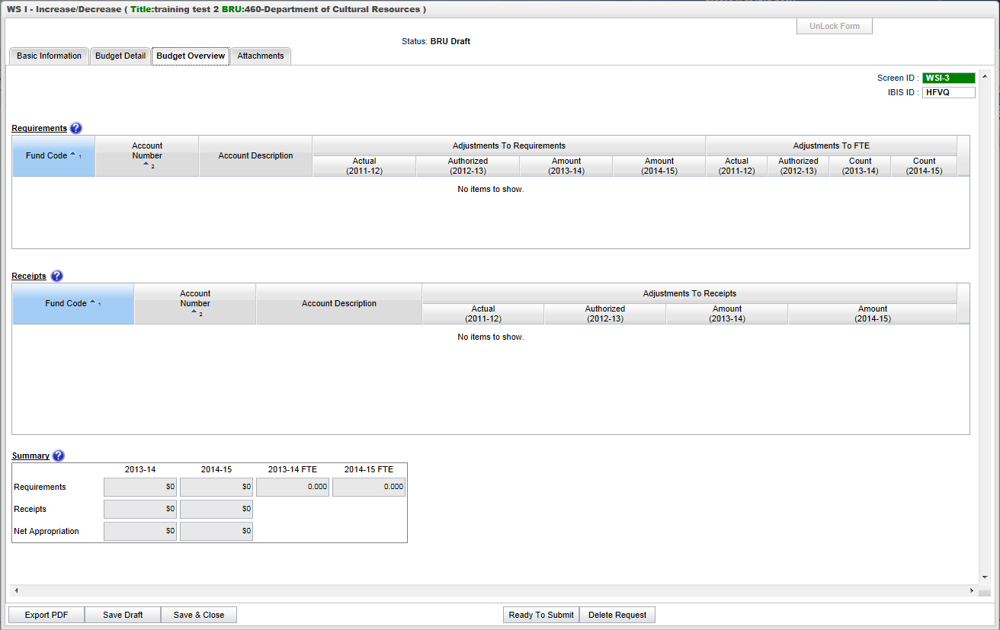 WS I - Increase/Decrease ( Title:training test 2 BRU:460-Department of Cultural Resources )
UnLock Form
Status: BRU Draft
Basic Information Budget Detail Budget Overview Attachments
Screen ID : WSI-3
IBIS ID : HFVQ
Requirements ?
Fund Code 1 Account Number 2 Account Description Adjustments To Requirements Adjustments To FTE
Actual (2011-12) Authorized (2012-13) Amount (2013-14) Amount (2014-15) Actual (2011-12) Authorized (2012-13) Count (2013-14) Count (2014-15)
No items to show.
Receipts ?
Fund Code 1 Account Number 2 Account Description Adjustments To Receipts
Actual (2011-12) Authorized (2012-13) Amount (2013-14) Amount (2014-15)
No items to show.
Summary ?
2013-14 2014-15 2013-14 FTE 2014-15 FTE
Requirements $0 $0 0.000 0.000
Receipts $0 $0
Net Appropriation $0 $0
Export PDF Save Draft Save & Close Ready To Submit Delete Request